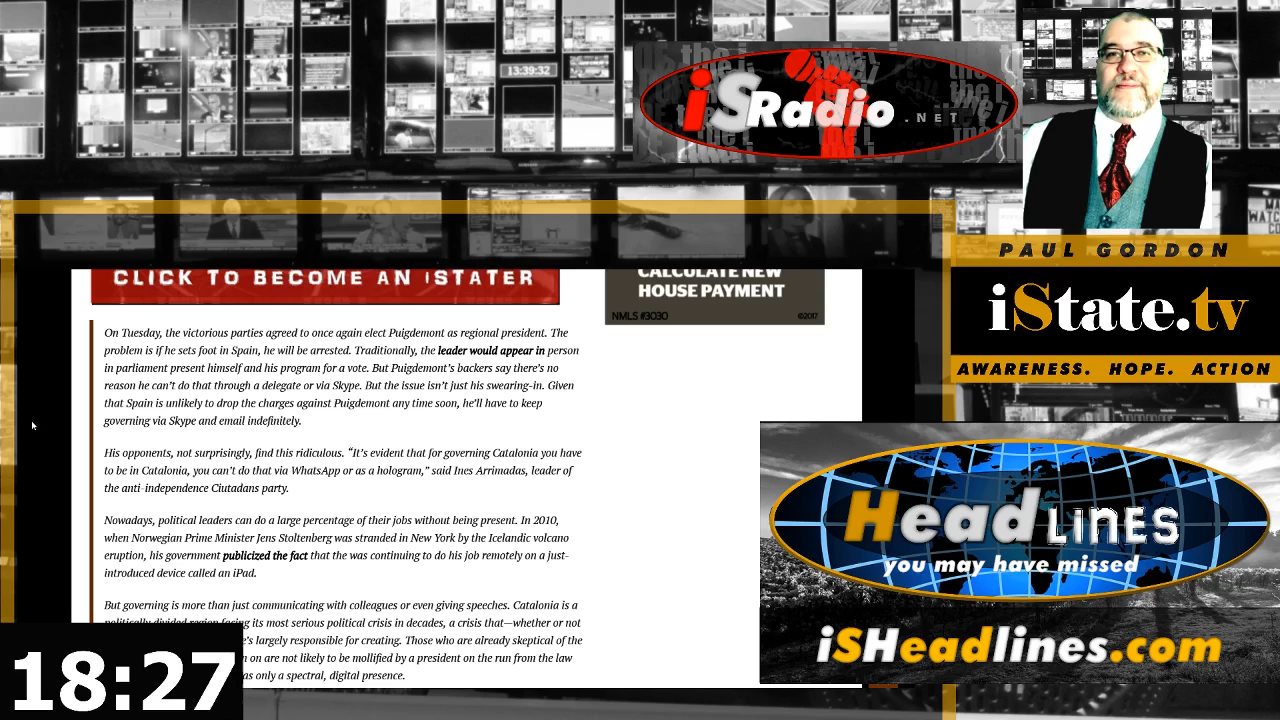 13:39:32
iSRadio.NET
PAUL GORDON
iState.tv
AWARENESS. HOPE. ACTION
CLICK TO BECOME AN ISTATER
CALCULATE NEW
HOUSE PAYMENT
NMLS #3030 ©2017
On Tuesday, the victorious parties agreed to once again elect Puigdemont as regional president. The
problem is if he sets foot in Spain, he will be arrested. Traditionally, the leader would appear in person
in parliament present himself and his program for a vote. But Puigdemont's backers say there's no
reason he can't do that through a delegate or via Skype. But the issue isn't just his swearing-in. Given
that Spain is unlikely to drop the charges against Puigdemont any time soon, he'll have to keep
governing via Skype and email indefinitely.
His opponents, not surprisingly, find this ridiculous. “It's evident that for governing Catalonia you have
to be in Catalonia, you can't do that via WhatsApp or as a hologram,” said Ines Arrimadas, leader of
the anti-independence Ciutadans party.
Nowadays, political leaders can do a large percentage of their jobs without being present. In 2010,
when Norwegian Prime Minister Jens Stoltenberg was stranded in New York by the Icelandic volcano
eruption, his government publicized the fact that the was continuing to do his job remotely on a just-
introduced device called an iPad.
But governing is more than just communicating with colleagues or even giving speeches. Catalonia is a
politically divided region facing its most serious political crisis in decades, a crisis that—whether or not
's largely responsible for creating. Those who are already skeptical of the
on are not likely to be mollified by a president on the run from the law
as only a spectral, digital presence.
HeadLINES
you may have missed
iSHeadlines.com
18:27